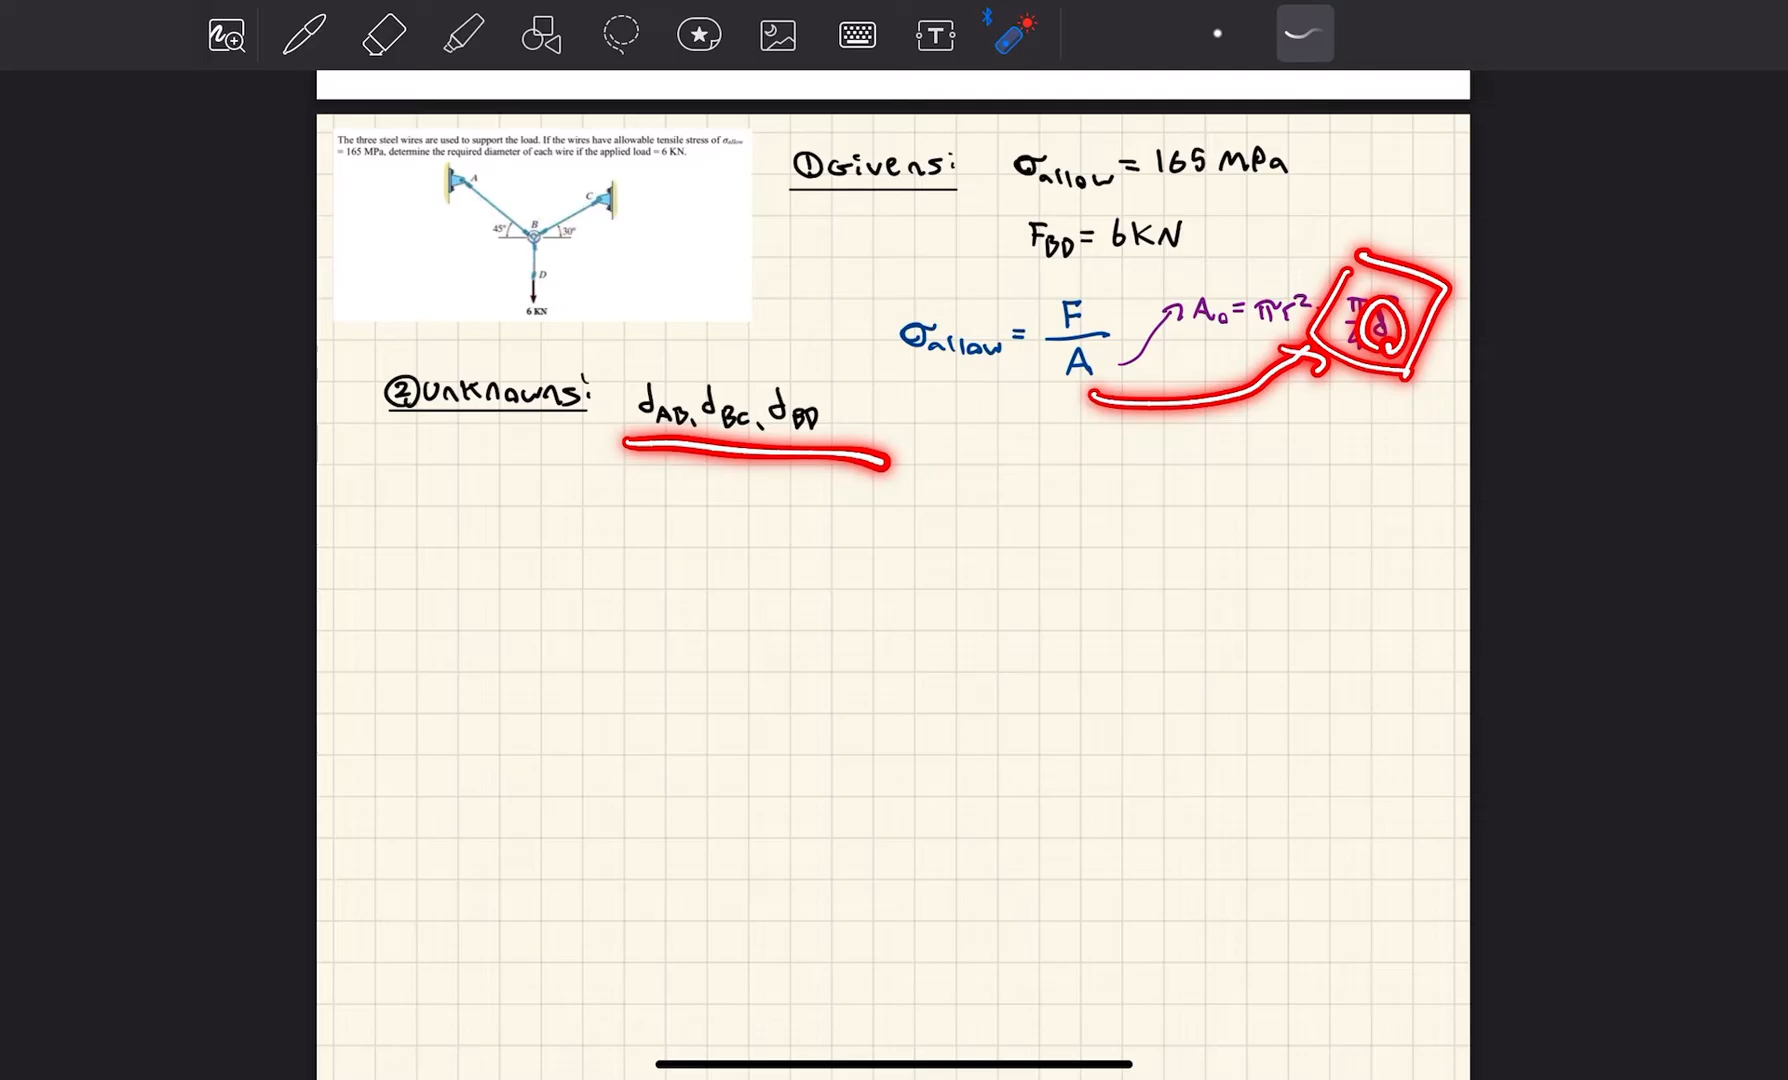 The three steel wires are used to support the load. If the wires have allowable tensile stress of σallow
= 165 MPa, determine the required diameter of each wire if the applied load = 6 KN.
A
C
B
45°
30°
D
6 KN
①Givens:
σallow = 165 MPa
FBD = 6KN
σallow = F/A
A₀ = πr²
π/4 d
②Unknowns:
dAB, dBC, dBD